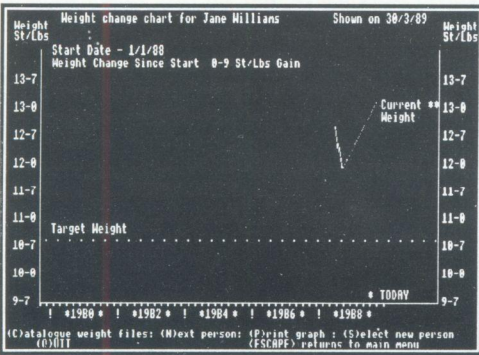 Weight change chart for Jane Willians Shown on 30/3/89
Weight St/Lbs
Weight St/Lbs
Start Date - 1/1/88
Weight Change Since Start 0-9 St/Lbs Gain
13-7 13-7
13-0 Current ** 13-0
Weight
12-7 12-7
12-0 12-0
11-7 11-7
11-0 11-0
Target Weight
10-7 10-7
10-0 10-0
* TODAY
9-7 9-7
! *1980 * ! *1982 * ! *1984 * ! *1986 * ! *1988 *
(C)atalogue weight files: (N)ext person: (P)rint graph : (S)elect new person
(Q)UIT (ESCAPE) returns to main menu